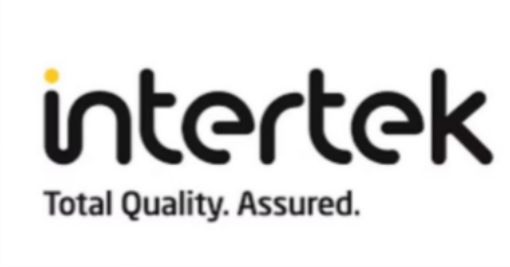 intertek
Total Quality. Assured.